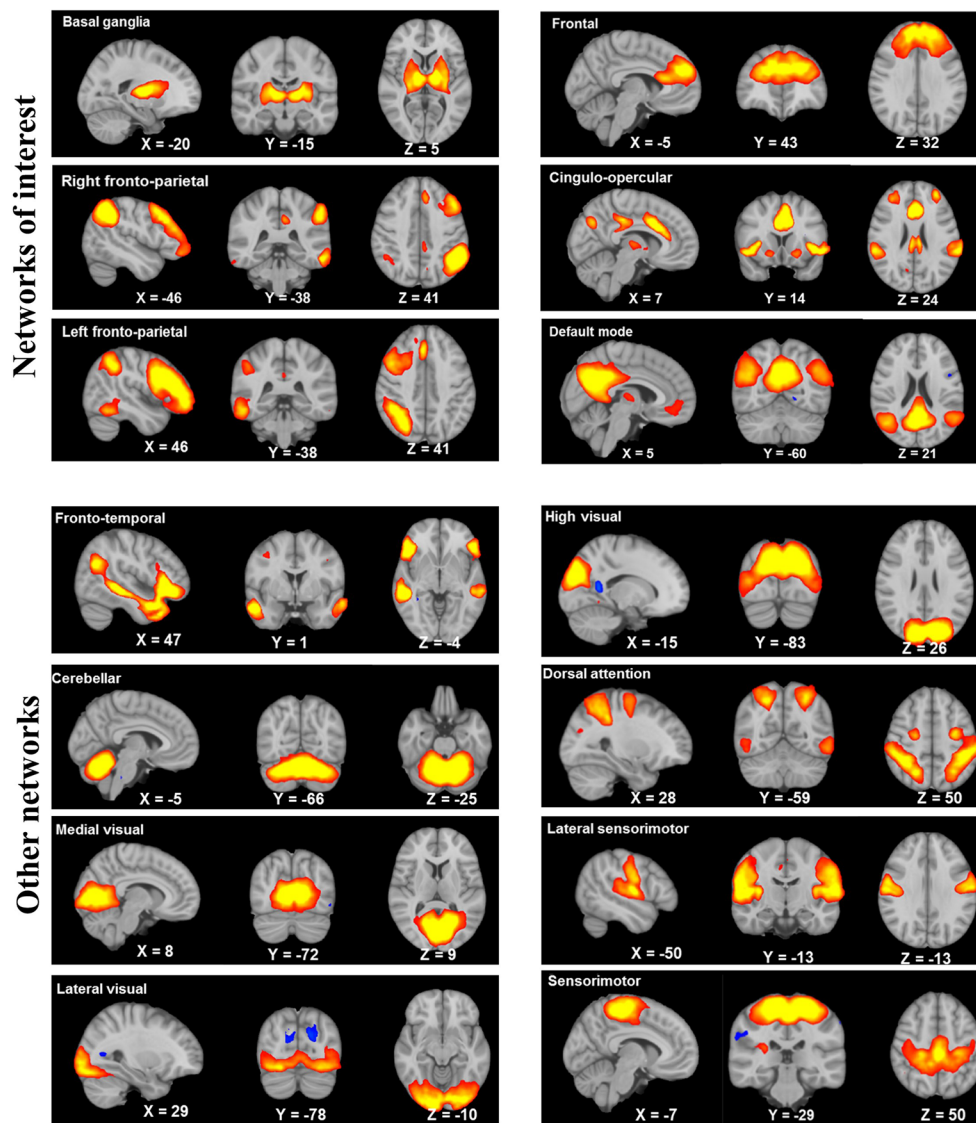 Networks of interest
Basal ganglia
X = -20 Y = -15 Z = 5
Right fronto-parietal
X = -46 Y = -38 Z = 41
Left fronto-parietal
X = 46 Y = -38 Z = 41
Frontal
X = -5 Y = 43 Z = 32
Cingulo-opercular
X = 7 Y = 14 Z = 24
Default mode
X = 5 Y = -60 Z = 21
Other networks
Fronto-temporal
X = 47 Y = 1 Z = -4
Cerebellar
X = -5 Y = -66 Z = -25
Medial visual
X = 8 Y = -72 Z = 9
Lateral visual
X = 29 Y = -78 Z = -10
High visual
X = -15 Y = -83 Z = 26
Dorsal attention
X = 28 Y = -59 Z = 50
Lateral sensorimotor
X = -50 Y = -13 Z = -13
Sensorimotor
X = -7 Y = -29 Z = 50